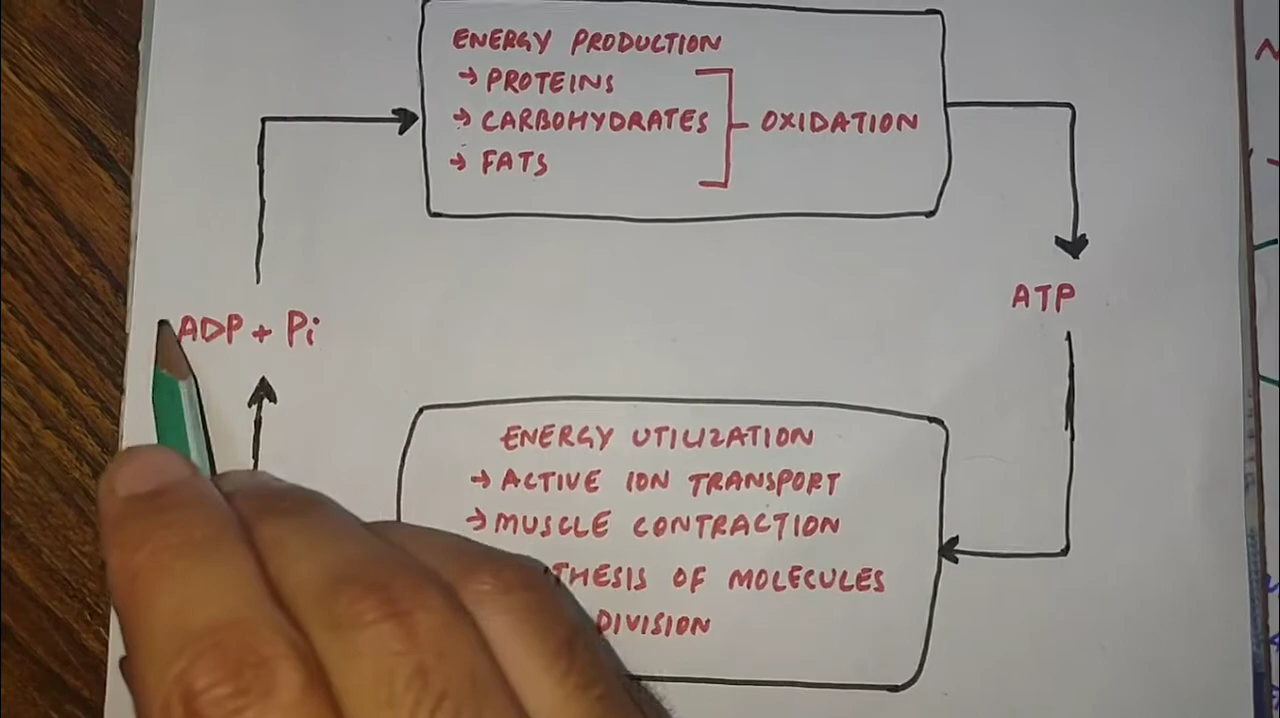 ENERGY PRODUCTION
→ PROTEINS
→ CARBOHYDRATES
→ FATS
OXIDATION
ATP
ADP + Pi
ENERGY UTILIZATION
→ ACTIVE ION TRANSPORT
→ MUSCLE CONTRACTION
THESIS OF MOLECULES
DIVISION